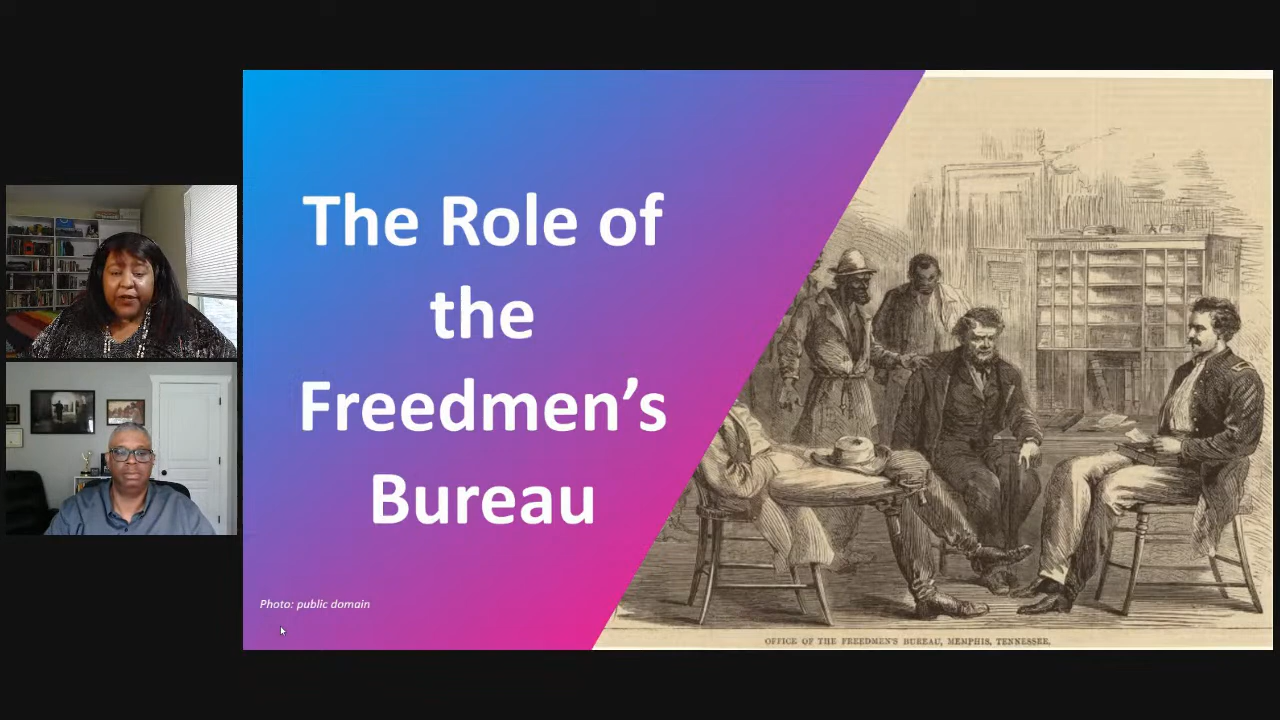 The Role of
the
Freedmen’s
Bureau
Photo: public domain
OFFICE OF THE FREEDMEN'S BUREAU, MEMPHIS, TENNESSEE.